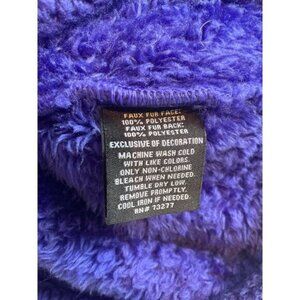 FAUX FUR FACE:
100% POLYESTER
FAUX FUR BACK:
100% POLYESTER
EXCLUSIVE OF DECORATION
MACHINE WASH COLD
WITH LIKE COLORS.
ONLY NON-CHLORINE
BLEACH WHEN NEEDED.
TUMBLE DRY LOW.
REMOVE PROMPTLY.
COOL IRON IF NEEDED.
RN# 73277